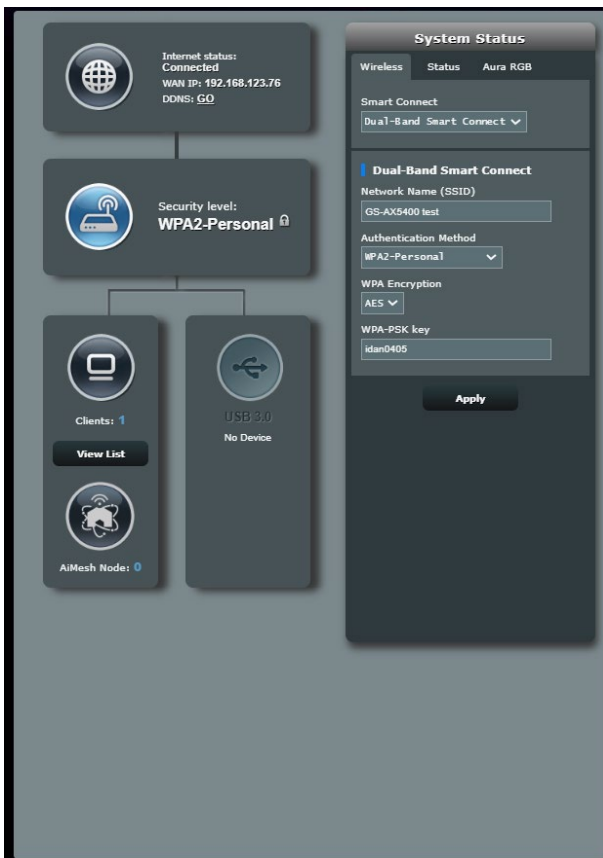 Internet status:
Connected
WAN IP: 192.168.123.76
DDNS: GO
Security level:
WPA2-Personal
Clients: 1
View List
AiMesh Node: 0
USB 3.0
No Device
System Status
Wireless Status Aura RGB
Smart Connect
Dual-Band Smart Connect
Dual-Band Smart Connect
Network Name (SSID)
GS-AX5400 test
Authentication Method
WPA2-Personal
WPA Encryption
AES
WPA-PSK key
idan0405
Apply